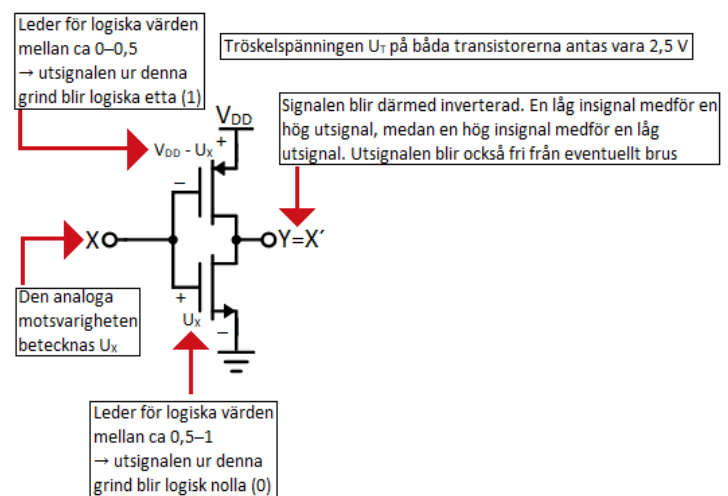 Leder för logiska värden
mellan ca 0–0,5
→ utsignalen ur denna
grind blir logiska etta (1)
Tröskelspänningen UT på båda transistorerna antas vara 2,5 V
Signalen blir därmed inverterad. En låg insignal medför en
hög utsignal, medan en hög insignal medför en låg
utsignal. Utsignalen blir också fri från eventuellt brus
VDD
VDD - UX
+
–
X
Y=X´
+
UX
–
Den analoga
motsvarigheten
betecknas UX
Leder för logiska värden
mellan ca 0,5–1
→ utsignalen ur denna
grind blir logisk nolla (0)